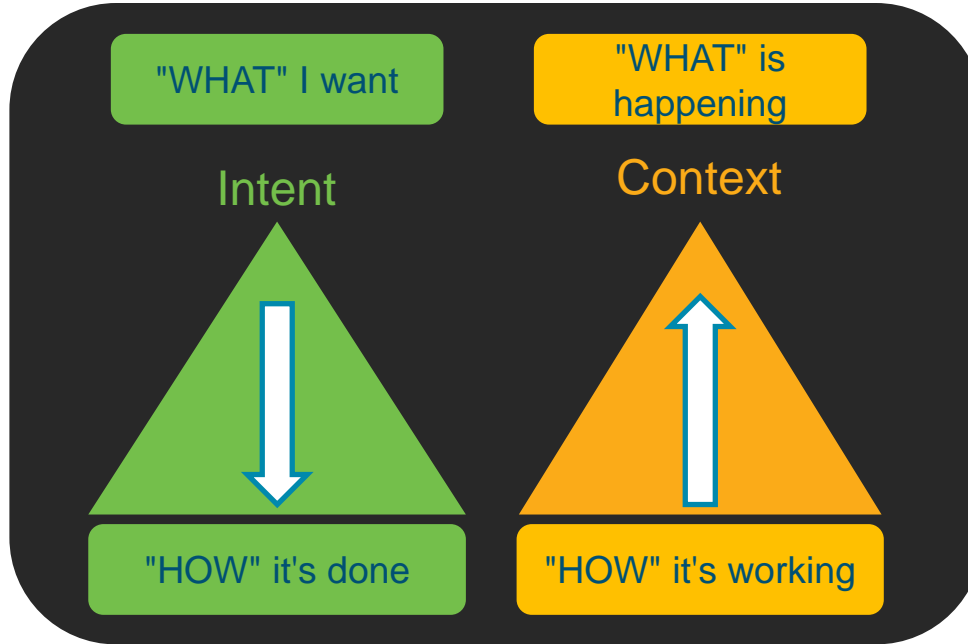 "WHAT" I want
"WHAT" is
happening
Intent
Context
"HOW" it's done
"HOW" it's working